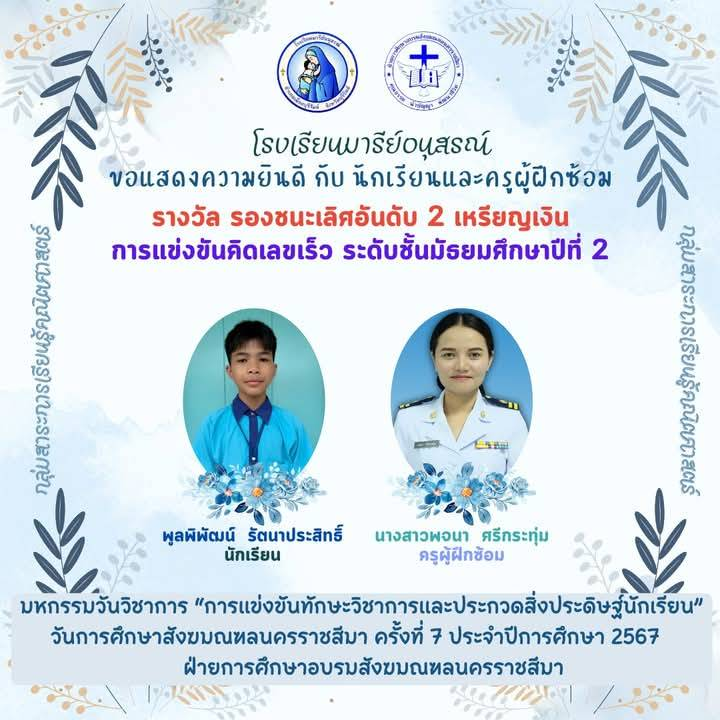 โรงเรียนมารีย์อนุสรณ์
ขอแสดงความยินดี กับ นักเรียนและครูผู้ฝึกซ้อม
รางวัล รองชนะเลิศอันดับ 2 เหรียญเงิน
การแข่งขันคิดเลขเร็ว ระดับชั้นมัธยมศึกษาปีที่ 2
กลุ่มสาระการเรียนรู้คณิตศาสตร์
กลุ่มสาระการเรียนรู้คณิตศาสตร์
พูลพิพัฒน์ รัตนาประสิทธิ์
นักเรียน
นางสาวพจนา ศรีกระทุ่ม
ครูผู้ฝึกซ้อม
มหกรรมวันวิชาการ "การแข่งขันทักษะวิชาการและประกวดสิ่งประดิษฐ์นักเรียน"
วันการศึกษาสังฆมณฑลนครราชสีมา ครั้งที่ 7 ประจำปีการศึกษา 2567
ฝ่ายการศึกษาอบรมสังฆมณฑลนครราชสีมา